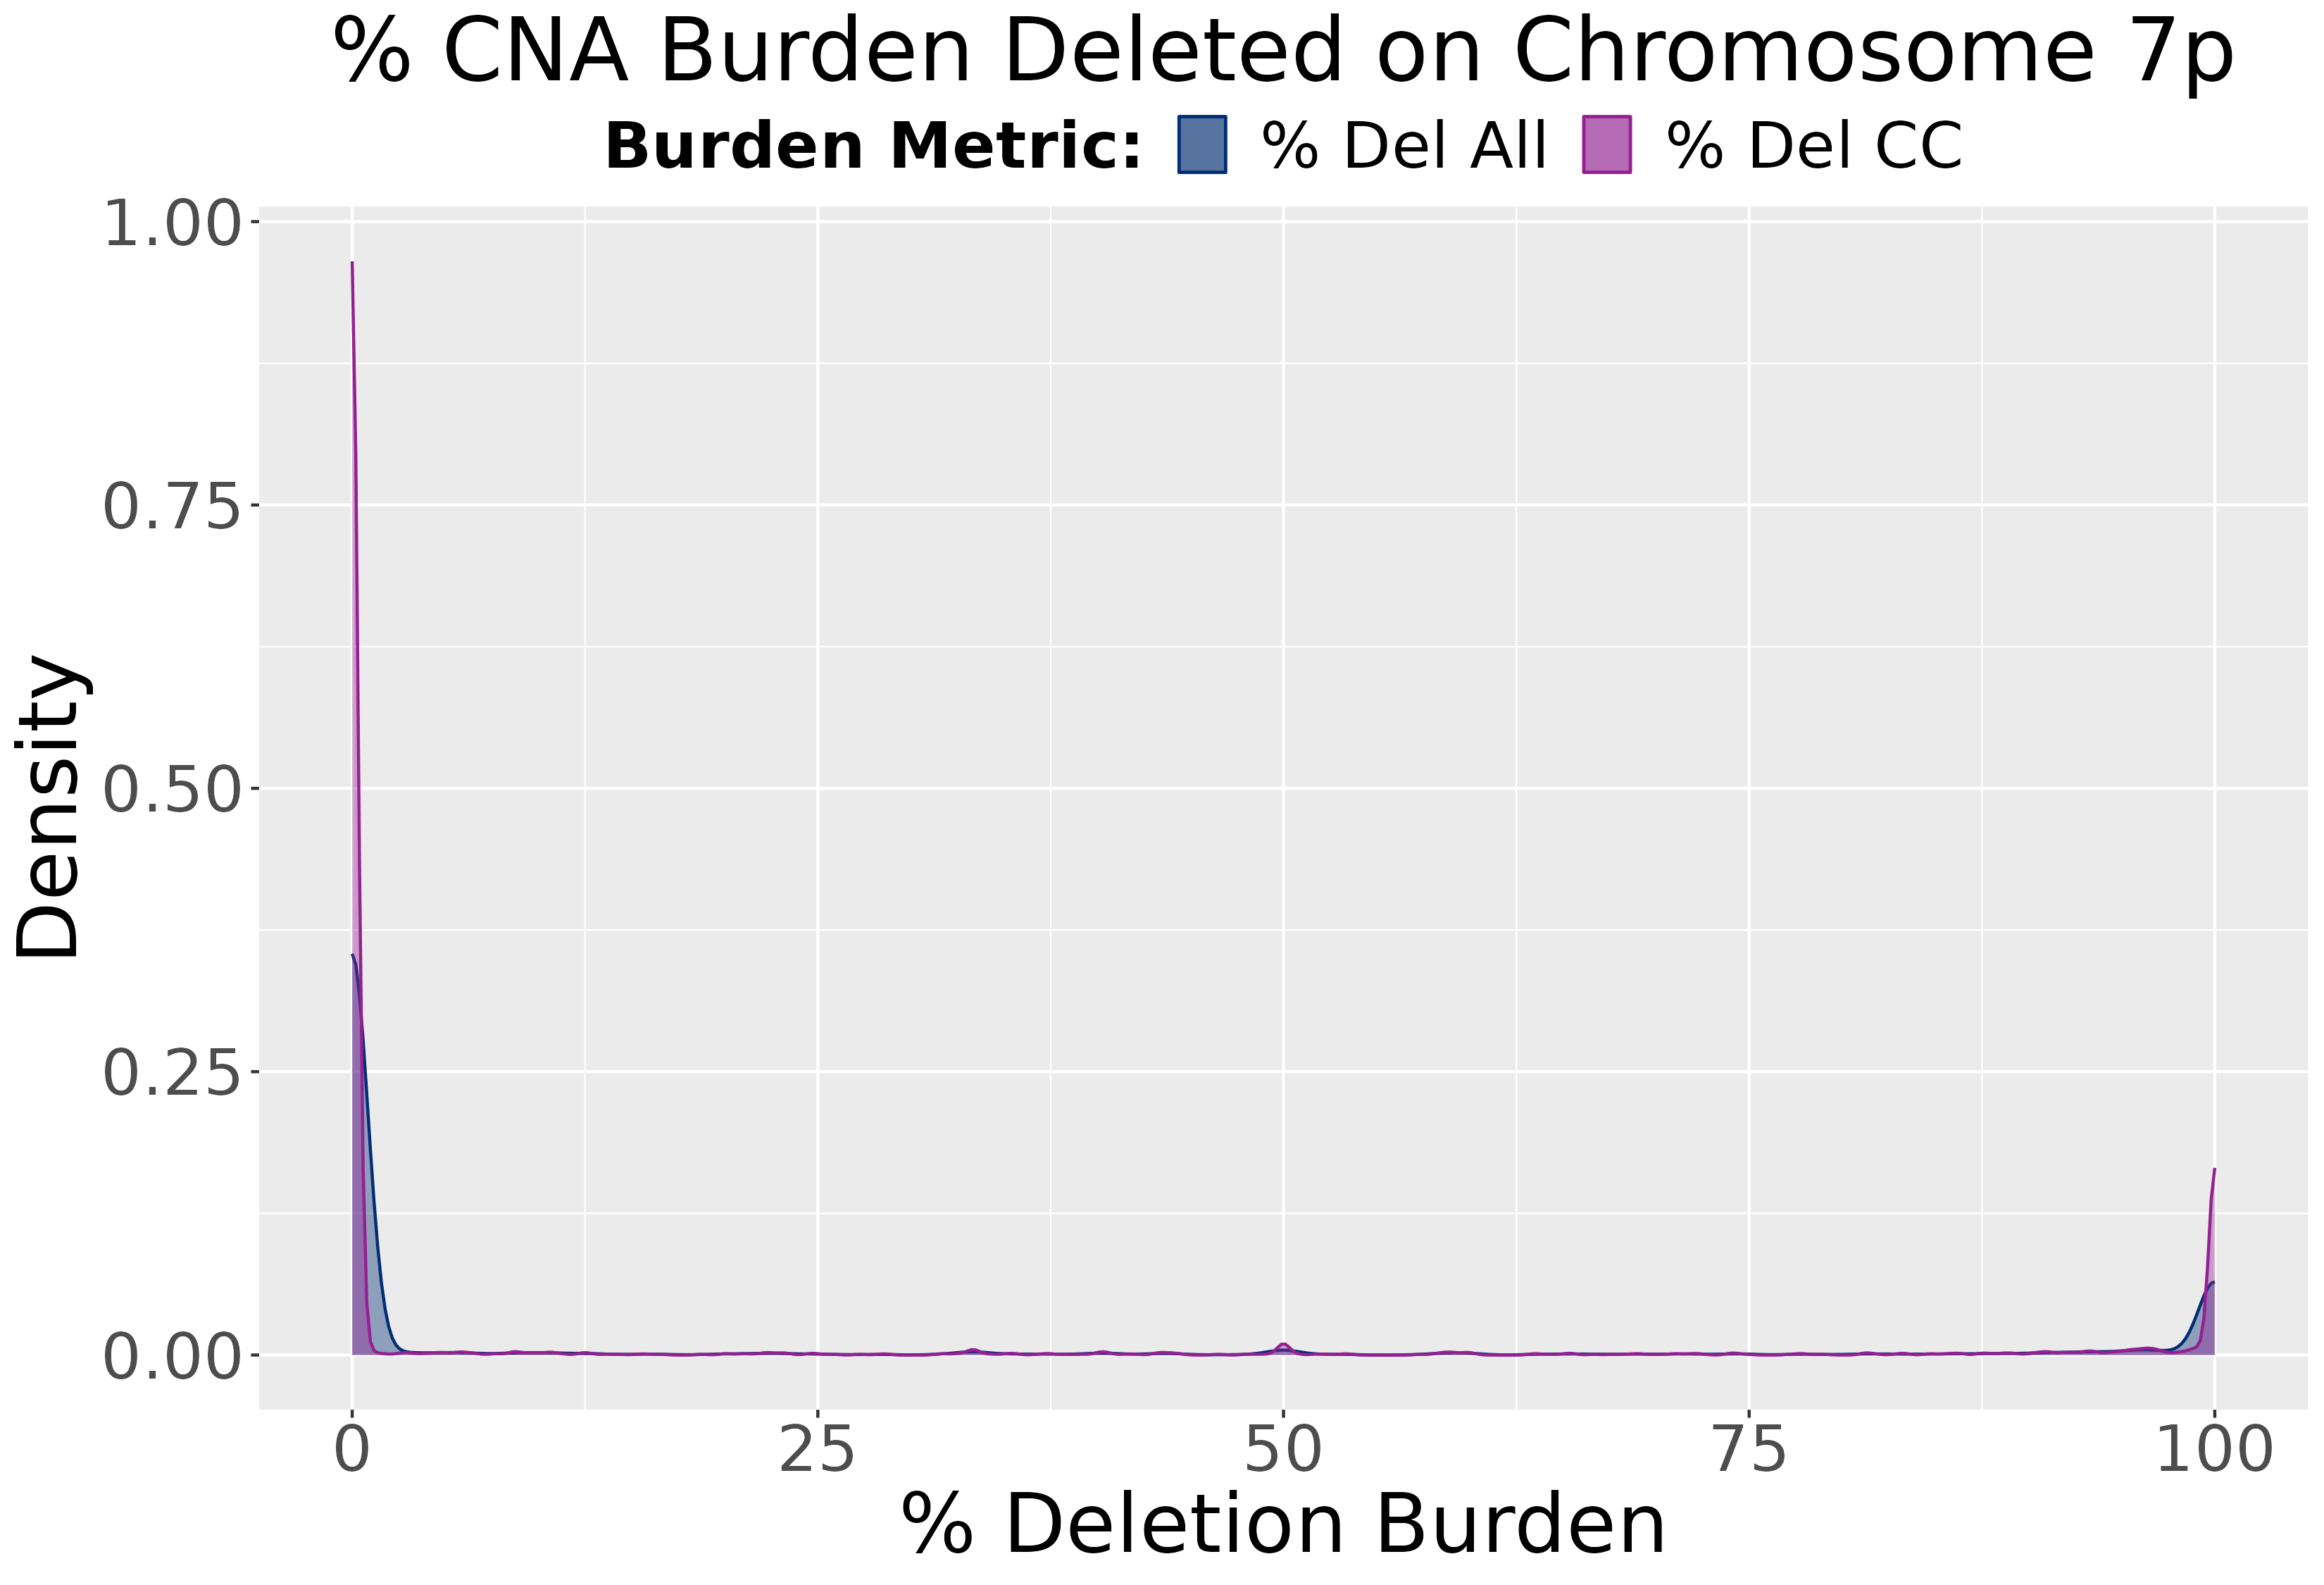 % CNA Burden Deleted on Chromosome 7p
Burden Metric: % Del All % Del CC
1.00
0.75
0.50
0.25
0.00
Density
0 25 50 75 100
% Deletion Burden